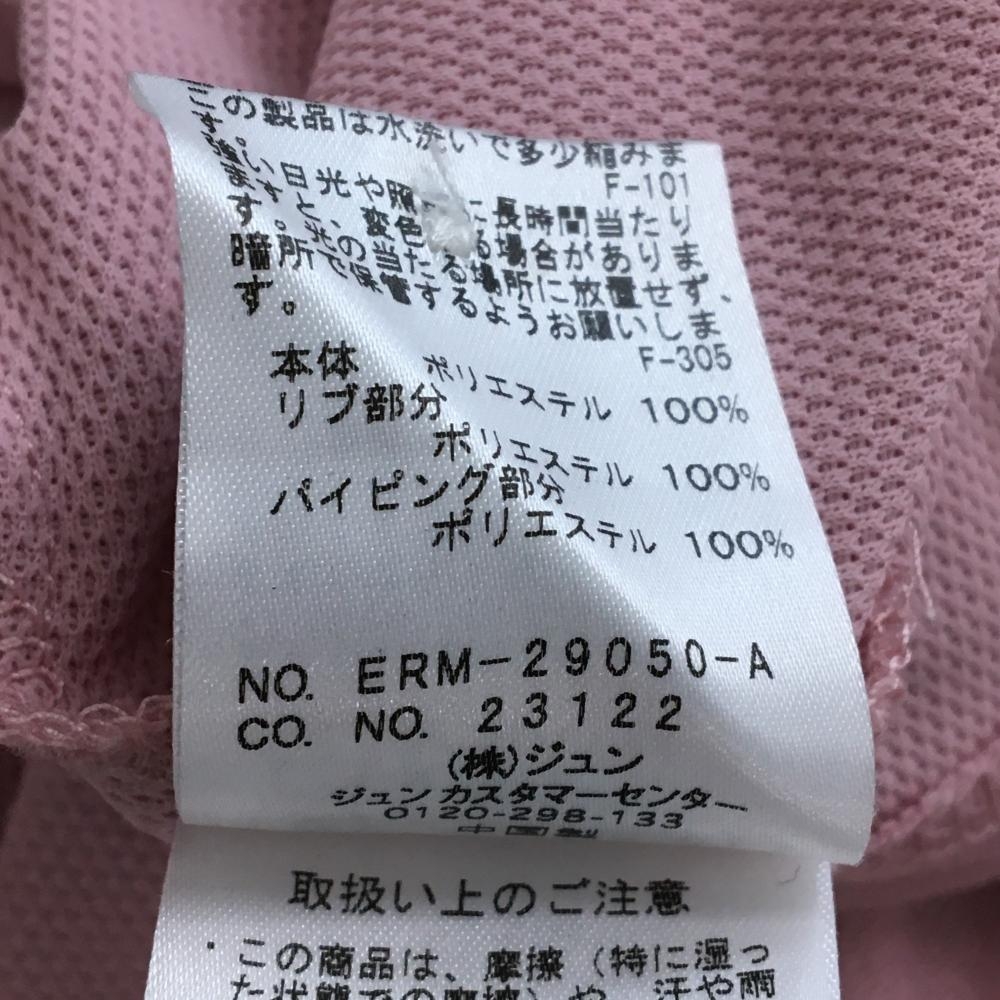 この製品は水洗いで多少縮みま
す。
F-101
日光や照 に長時間当たり
ますと、変色 る場合がありま
す。光の当たる場所に放置せず、
暗所で保管するようお願いしま
す。
F-305
本体 ポリエステル 100%
リブ部分
ポリエステル 100%
パイピング部分
ポリエステル 100%
NO. ERM-29050-A
CO. NO. 23122
(株)ジュン
ジュン カスタマーセンター
0120-298-133
中国製
取扱い上のご注意
・この商品は、摩擦（特に湿っ
た状態での摩擦）や、汗や雨